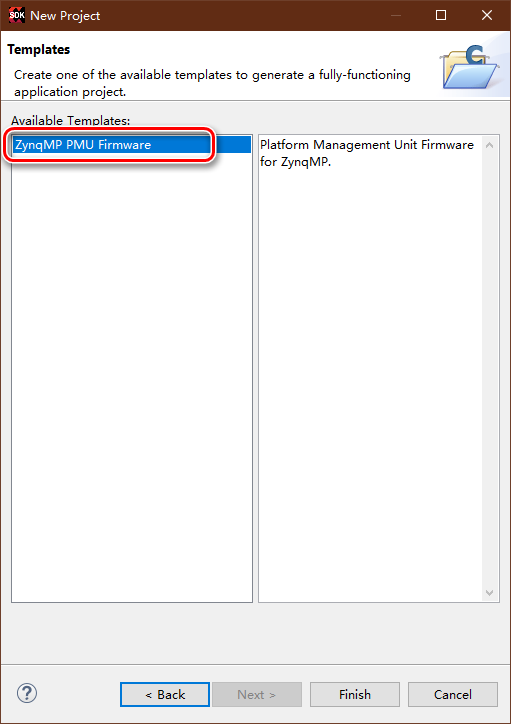 SDK New Project
Templates
Create one of the available templates to generate a fully-functioning
application project.
Available Templates:
ZynqMP PMU Firmware
Platform Management Unit Firmware
for ZynqMP.
? < Back Next > Finish Cancel